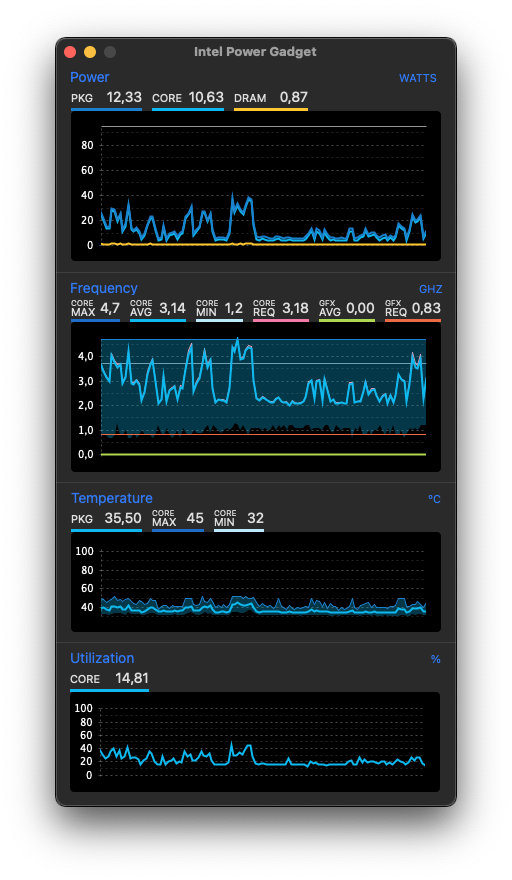 Intel Power Gadget
Power WATTS
PKG 12,33 CORE 10,63 DRAM 0,87
80
60
40
20
0
Frequency GHZ
CORE MAX 4,7 CORE AVG 3,14 CORE MIN 1,2 CORE REQ 3,18 GFX AVG 0,00 GFX REQ 0,83
4,0
3,0
2,0
1,0
0,0
Temperature °C
PKG 35,50 CORE MAX 45 CORE MIN 32
100
80
60
40
Utilization %
CORE 14,81
100
80
60
40
20
0